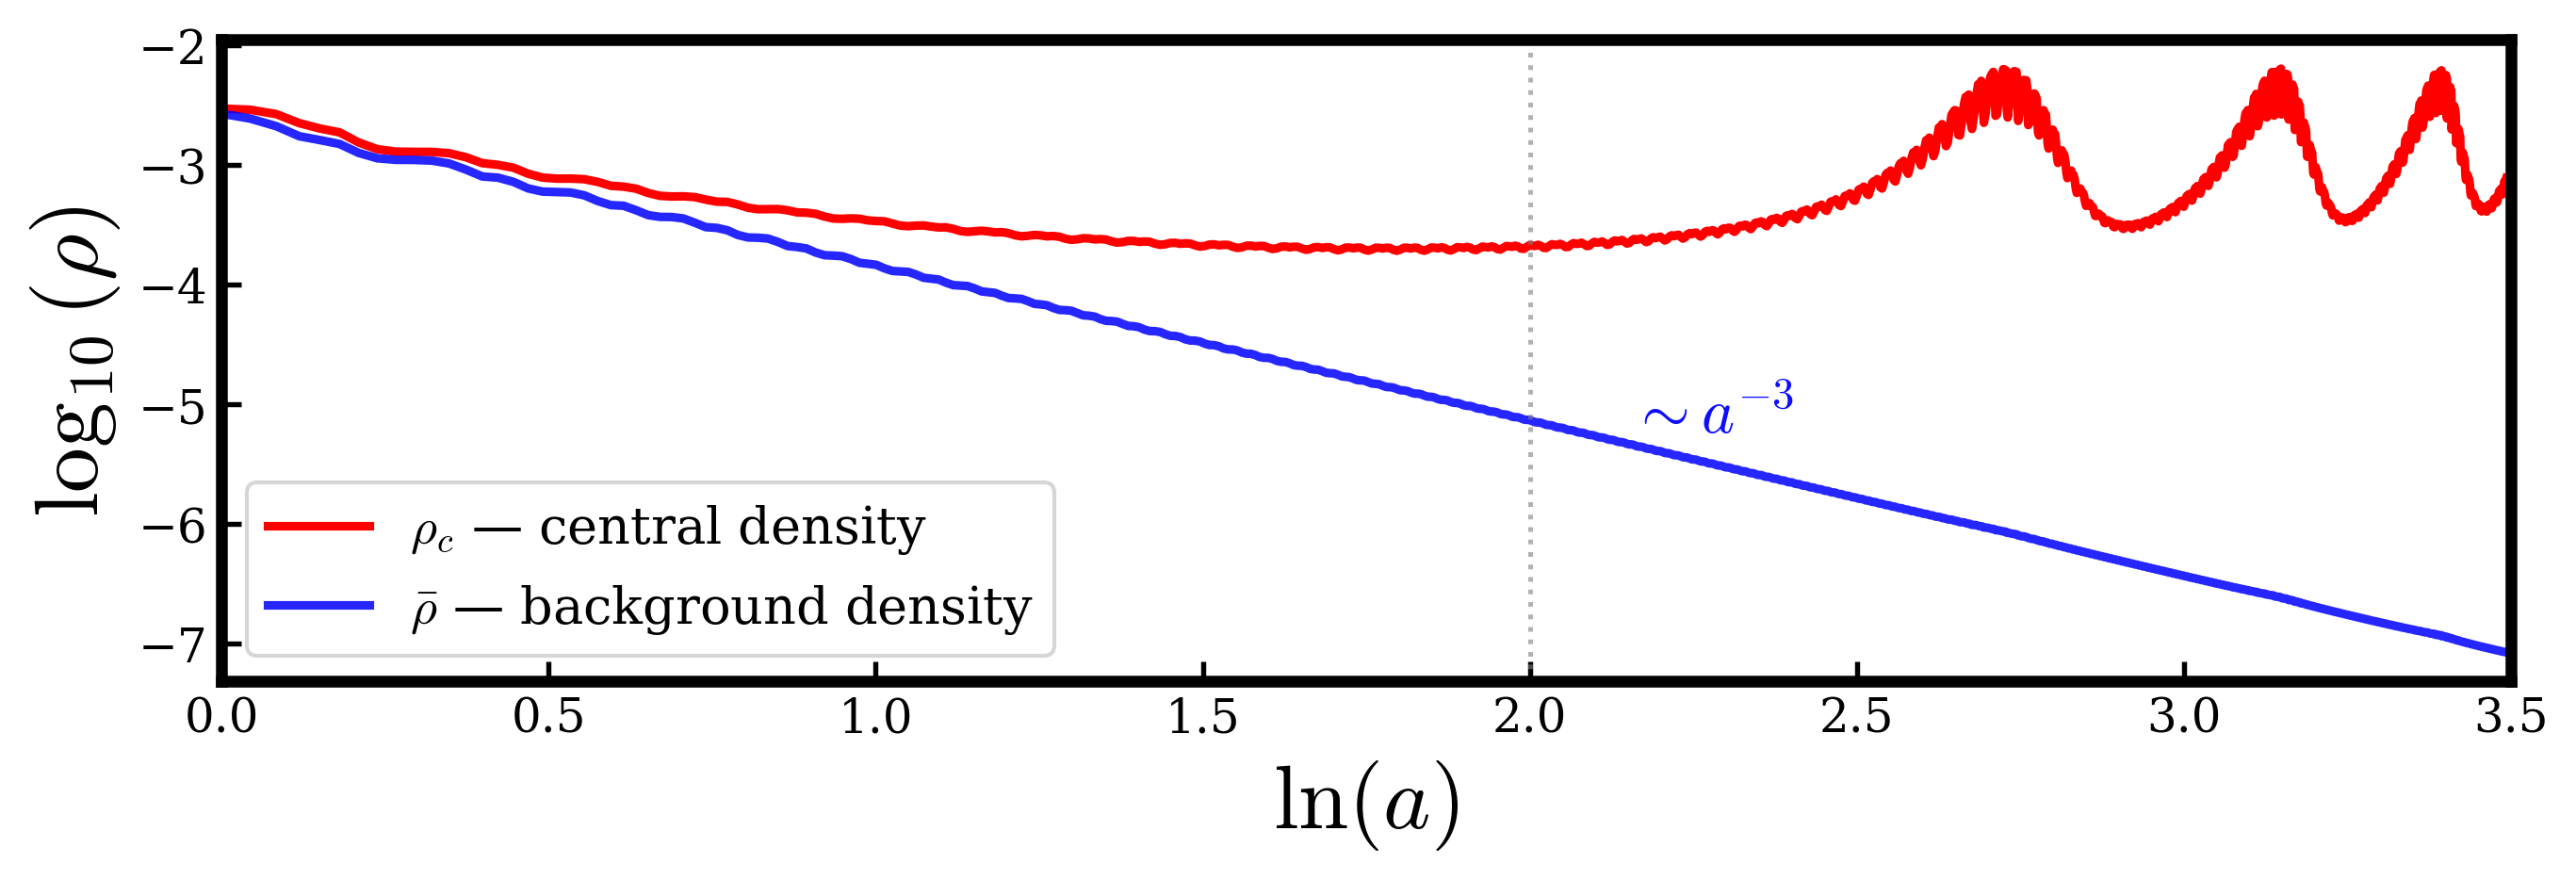 −2
−3
−4
−5
−6
−7
log₁₀ (ρ)
∼ a⁻³
ρ_c — central density
ρ̄ — background density
0.0 0.5 1.0 1.5 2.0 2.5 3.0 3.5
ln(a)